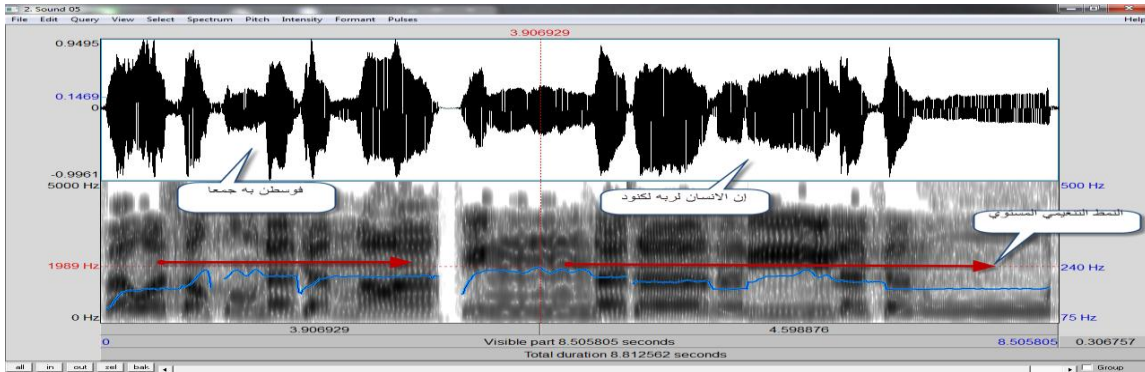 2. Sound 05
File Edit Query View Select Spectrum Pitch Intensity Formant Pulses Help
3.906929
0.9495
0.1469
0
-0.9961
5000 Hz
500 Hz
فوسطن به جمعا
إن الانسان لربه لكنود
النمط التنغيمي المستوي
1989 Hz
240 Hz
0 Hz
75 Hz
3.906929 4.598876
0 Visible part 8.505805 seconds 8.505805 0.306757
Total duration 8.812562 seconds
all in out sel bak Group